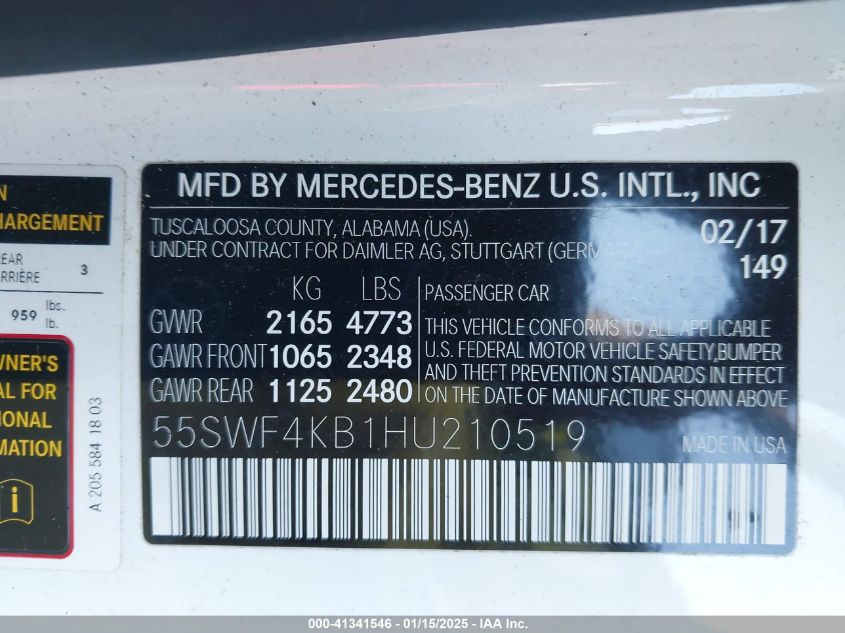 N
HARGEMENT
EAR
RRIÈRE 3
959 lbs.
lb.
WNER'S
AL FOR
IONAL
MATION
i
A 205 584 18 03
MFD BY MERCEDES-BENZ U.S. INTL., INC
TUSCALOOSA COUNTY, ALABAMA (USA). 02/17
UNDER CONTRACT FOR DAIMLER AG, STUTTGART
149
KG LBS PASSENGER CAR
GVWR 2165 4773
GAWR FRONT 1065 2348
GAWR REAR 1125 2480
THIS VEHICLE CONFORMS TO ALL APPLICABLE
U.S. FEDERAL MOTOR VEHICLE SAFETY,BUMPER
AND THEFT PREVENTION STANDARDS IN EFFECT
ON THE DATE OF MANUFACTURE SHOWN ABOVE.
55SWF4KB1HU210519
MADE IN USA
000-41341546 - 01/15/2025 - IAA Inc.